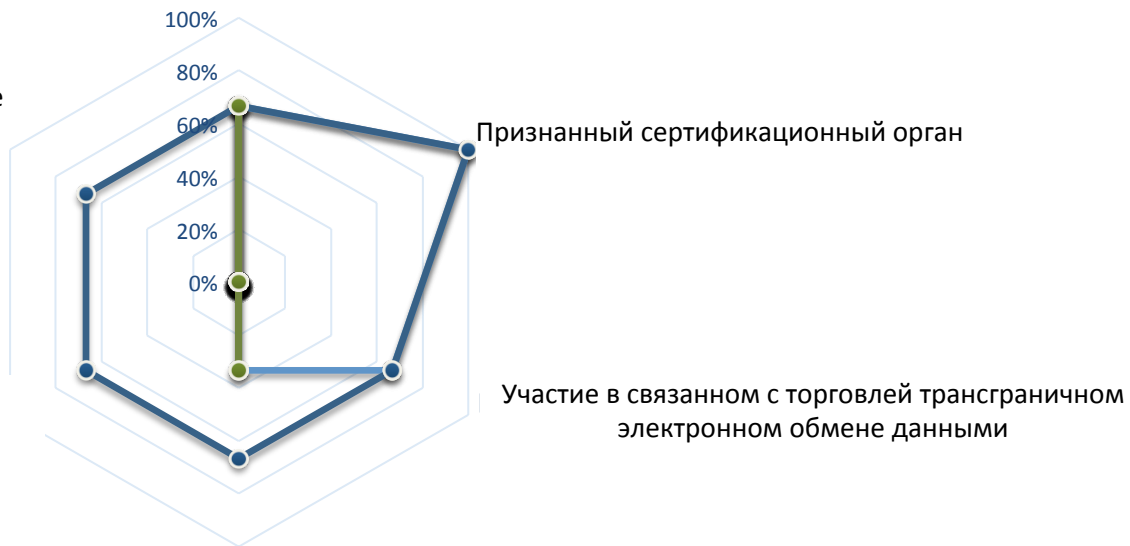 100%
80%
е
60%
Признанный сертификационный орган
40%
20%
0%
Участие в связанном с торговлей трансграничном
электронном обмене данными